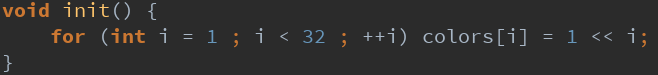 void init() {
    for (int i = 1 ; i < 32 ; ++i) colors[i] = 1 << i;
}